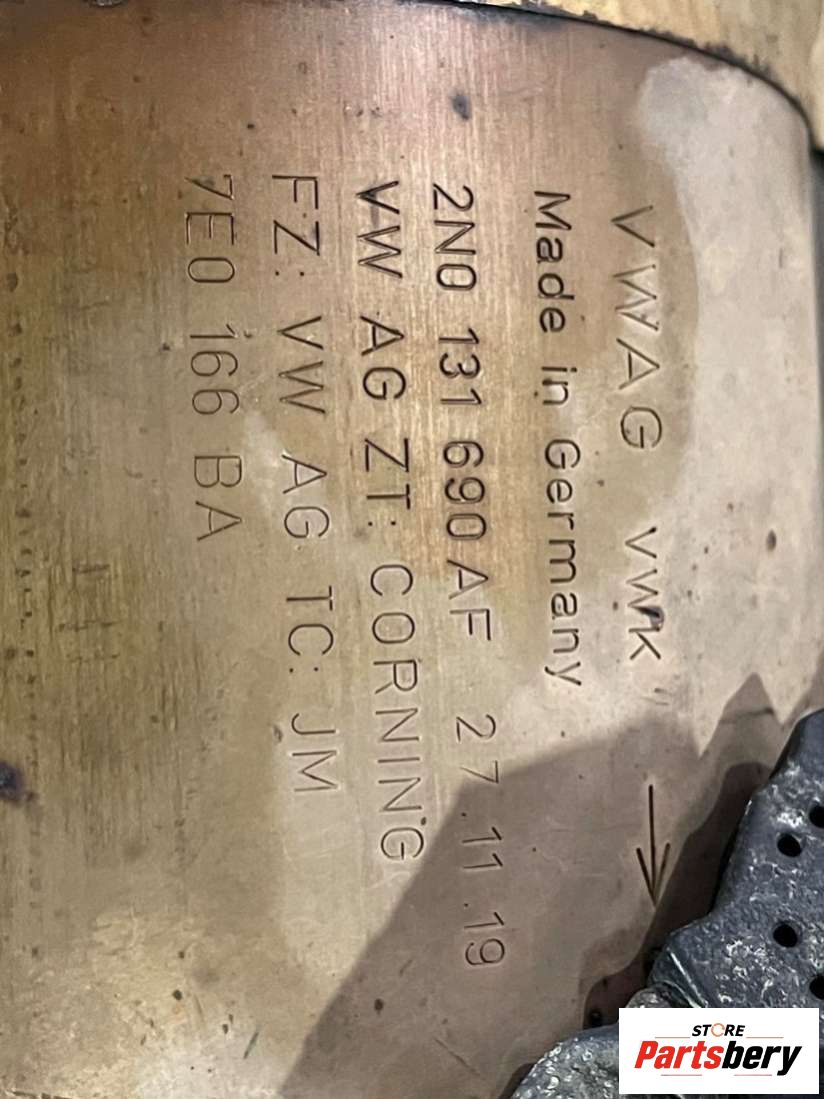 VWAG VWK
Made in Germany
2N0 131 690 AF 27.11.19
VW AG ZT: CORNING
FZ: VW AG TC: JM
7E0 166 BA
STORE
Partsbery